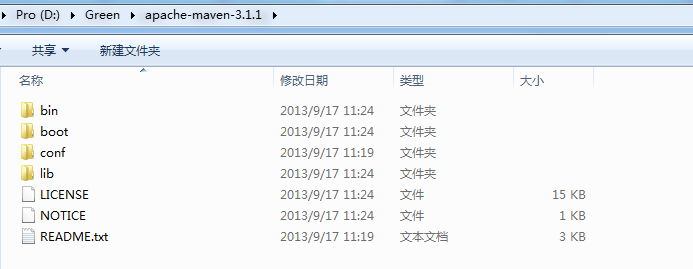 Pro (D:) Green apache-maven-3.1.1
共享 新建文件夹
名称 修改日期 类型 大小
bin 2013/9/17 11:24 文件夹
boot 2013/9/17 11:24 文件夹
conf 2013/9/17 11:19 文件夹
lib 2013/9/17 11:24 文件夹
LICENSE 2013/9/17 11:24 文件 15 KB
NOTICE 2013/9/17 11:24 文件 1 KB
README.txt 2013/9/17 11:19 文本文档 3 KB